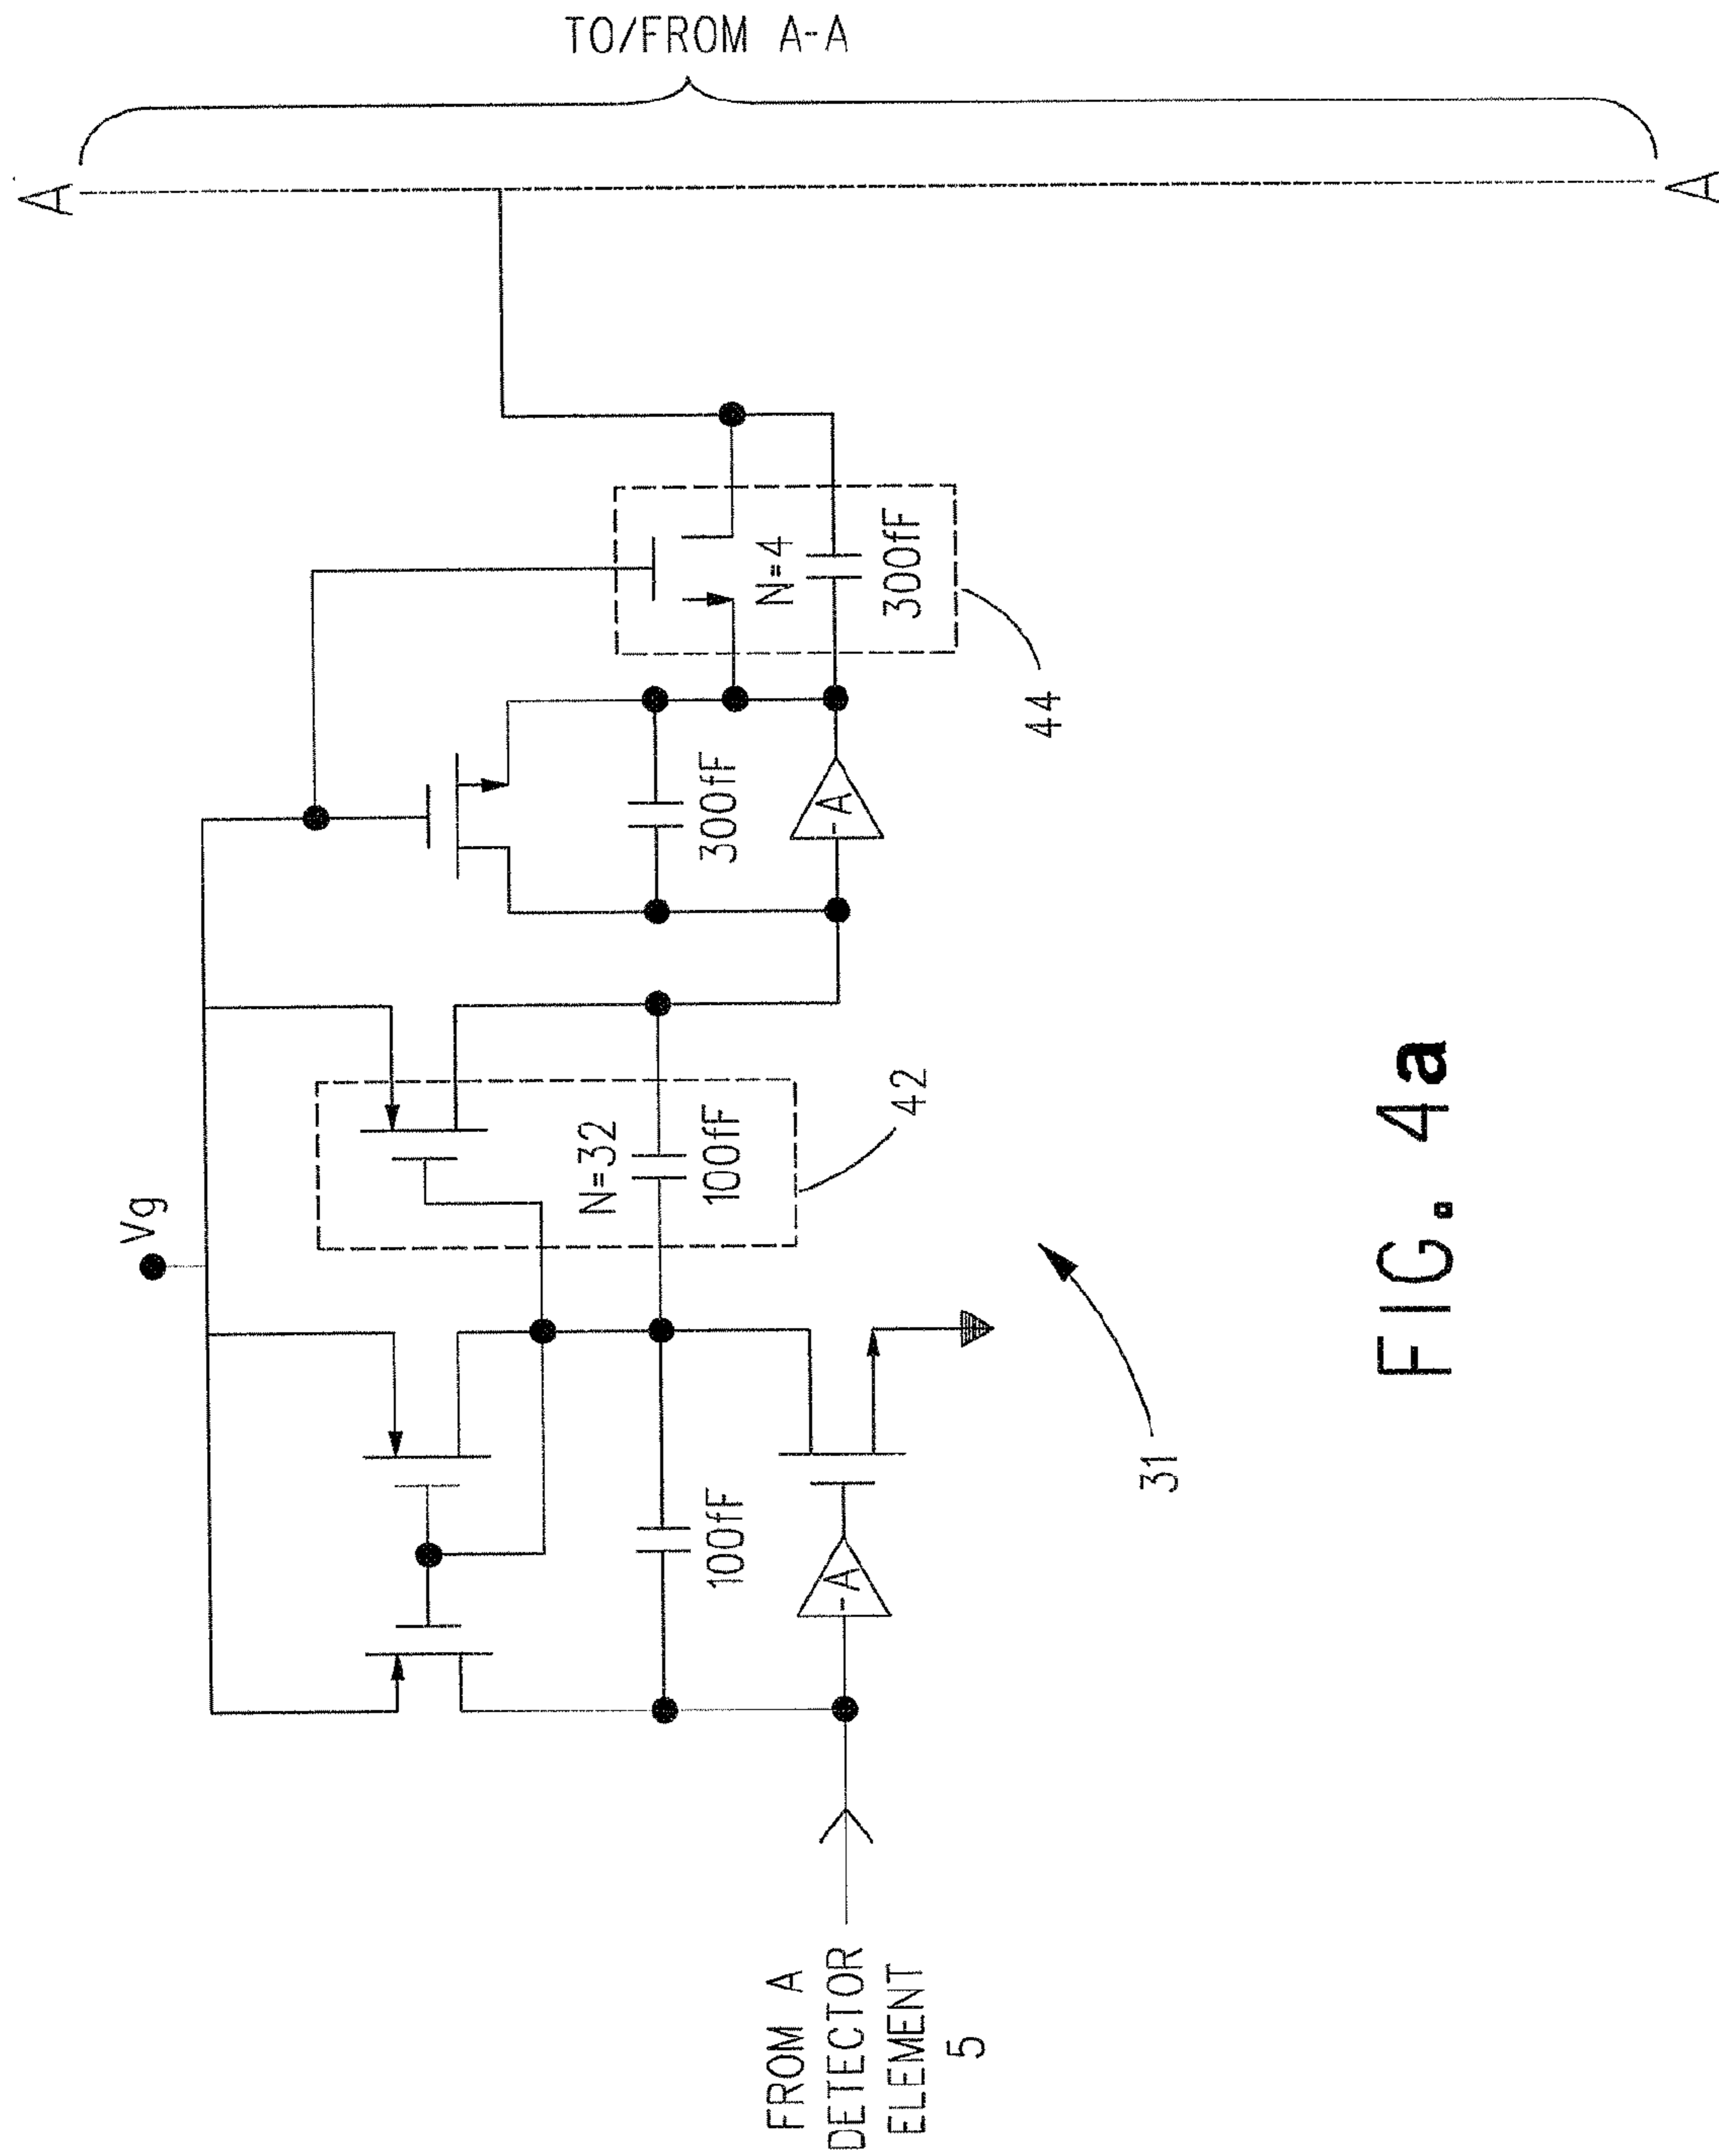 TO/FROM A-A
A
A
Vg
N=4
300fF
44
300fF
-A
N=32
100fF
42
100fF
-A
31
FROM A
DETECTOR
ELEMENT
5
FIG. 4a